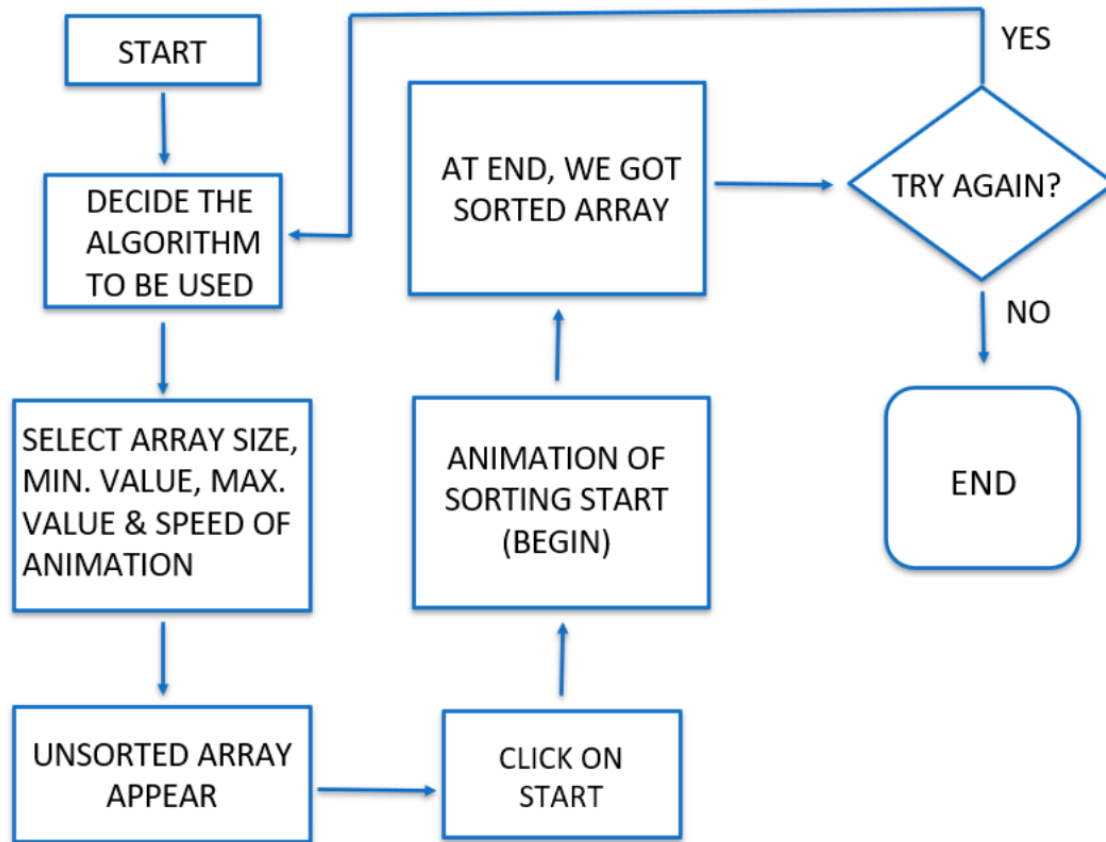 START
DECIDE THE
ALGORITHM
TO BE USED
SELECT ARRAY SIZE,
MIN. VALUE, MAX.
VALUE & SPEED OF
ANIMATION
UNSORTED ARRAY
APPEAR
CLICK ON
START
ANIMATION OF
SORTING START
(BEGIN)
AT END, WE GOT
SORTED ARRAY
TRY AGAIN?
YES
NO
END